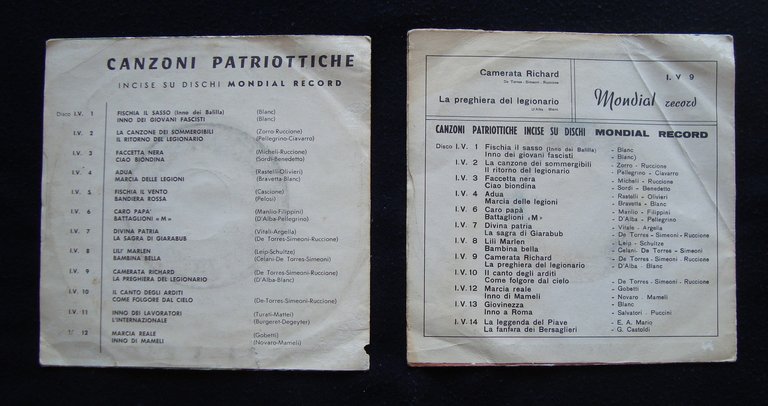 CANZONI PATRIOTTICHE
INCISE SU DISCHI MONDIAL RECORD
Disco I.V. 1 FISCHIA IL SASSO (Inno dei Balilla) (Blanc)
INNO DEI GIOVANI FASCISTI (Blanc)
I.V. 2 LA CANZONE DEI SOMMERGIBILI (Zorro-Ruccione)
IL RITORNO DEL LEGIONARIO (Pellegrino-Ciavarro)
I.V. 3 FACCETTA NERA (Micheli-Ruccione)
CIAO BIONDINA (Sordi-Benedetto)
I.V. 4 ADUA (Rastelli-Olivieri)
MARCIA DELLE LEGIONI (Bravetta-Blanc)
I.V. 5 FISCHIA IL VENTO (Cascione)
BANDIERA ROSSA (Pelosi)
I.V. 6 CARO PAPA' (Manlio-Filippini)
BATTAGLIONI « M » (D'Alba-Pellegrino)
I.V. 7 DIVINA PATRIA (Vitali-Argella)
LA SAGRA DI GIARABUB (De Torres-Simeoni-Ruccione)
I.V. 8 LILI' MARLEN (Leip-Schultze)
BAMBINA BELLA (Celani-De Torres-Simeoni)
I.V. 9 CAMERATA RICHARD (De Torres-Simeoni-Ruccione)
LA PREGHIERA DEL LEGIONARIO (D'Alba-Blanc)
I.V. 10 IL CANTO DEGLI ARDITI
COME FOLGORE DAL CIELO (De-Torres-Simeoni-Ruccione)
I.V. 11 INNO DEI LAVORATORI (Turati-Mattei)
L'INTERNAZIONALE (Burgeret-Degeyter)
12 MARCIA REALE (Gobetti)
INNO DI MAMELI (Novaro-Mameli)
Camerata Richard
De Torres - Simeoni - Ruccione
La preghiera del legionario
D'Alba - Blanc
I. V 9
Mondial record
CANZONI PATRIOTTICHE INCISE SU DISCHI MONDIAL RECORD
Disco I.V. 1 Fischia il sasso (Inno dei Balilla) - Blanc
Inno dei giovani fascisti - Blanc)
I.V. 2 La canzone dei sommergibili - Zorro - Ruccione
Il ritorno del legionario - Pellegrino - Ciavarro
I.V. 3 Faccetta nera - Micheli - Ruccione
Ciao biondina - Sordi - Benedetto
I.V. 4 Adua - Rastelli - Olivieri
Marcia delle legioni - Bravetta - Blanc
I.V. 6 Caro papà - Manlio - Filippini
Battaglioni «M» - D'Alba - Pellegrino
I.V. 7 Divina patria - Vitale - Argella
La sagra di Giarabub - De Torres - Simeoni - Ruccione
I.V. 8 Lili Marlen - Leip - Schultze
Bambina bella - Celani - De Torres - Simeoni
I.V. 9 Camerata Richard - De Torres - Simeoni - Ruccione
La preghiera del legionario - D'Alba - Blanc
I.V. 10 Il canto degli arditi
Come folgore dal cielo - De Torres - Simeoni - Ruccione
I.V. 12 Marcia reale - Gobetti
Inno di Mameli - Novaro - Mameli
I.V. 13 Giovinezza - Blanc
Inno a Roma - Salvatori - Puccini
I.V. 14 La leggenda del Piave - E. A. Mario
La fanfara dei Bersaglieri - G. Castoldi